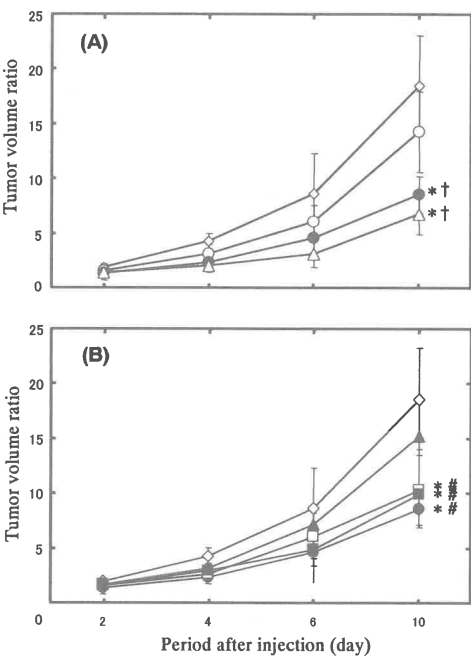 25
(A)
20
15
10
5
0
Tumor volume ratio
* †
* †
25
(B)
20
15
10
5
0
Tumor volume ratio
* #
* #
* #
2 4 6 10
Period after injection (day)